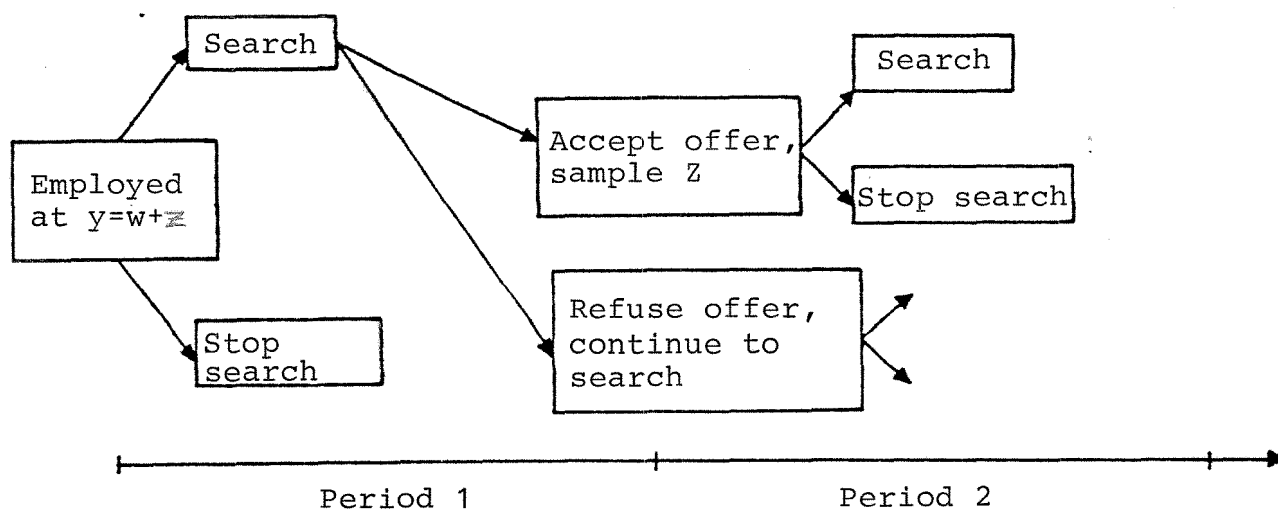 Search
Employed
at y=w+z
Stop
search
Accept offer,
sample Z
Refuse offer,
continue to
search
Search
Stop search
Period 1
Period 2